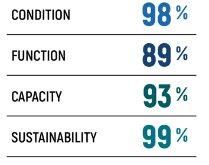 CONDITION 98%
FUNCTION 89%
CAPACITY 93%
SUSTAINABILITY 99%